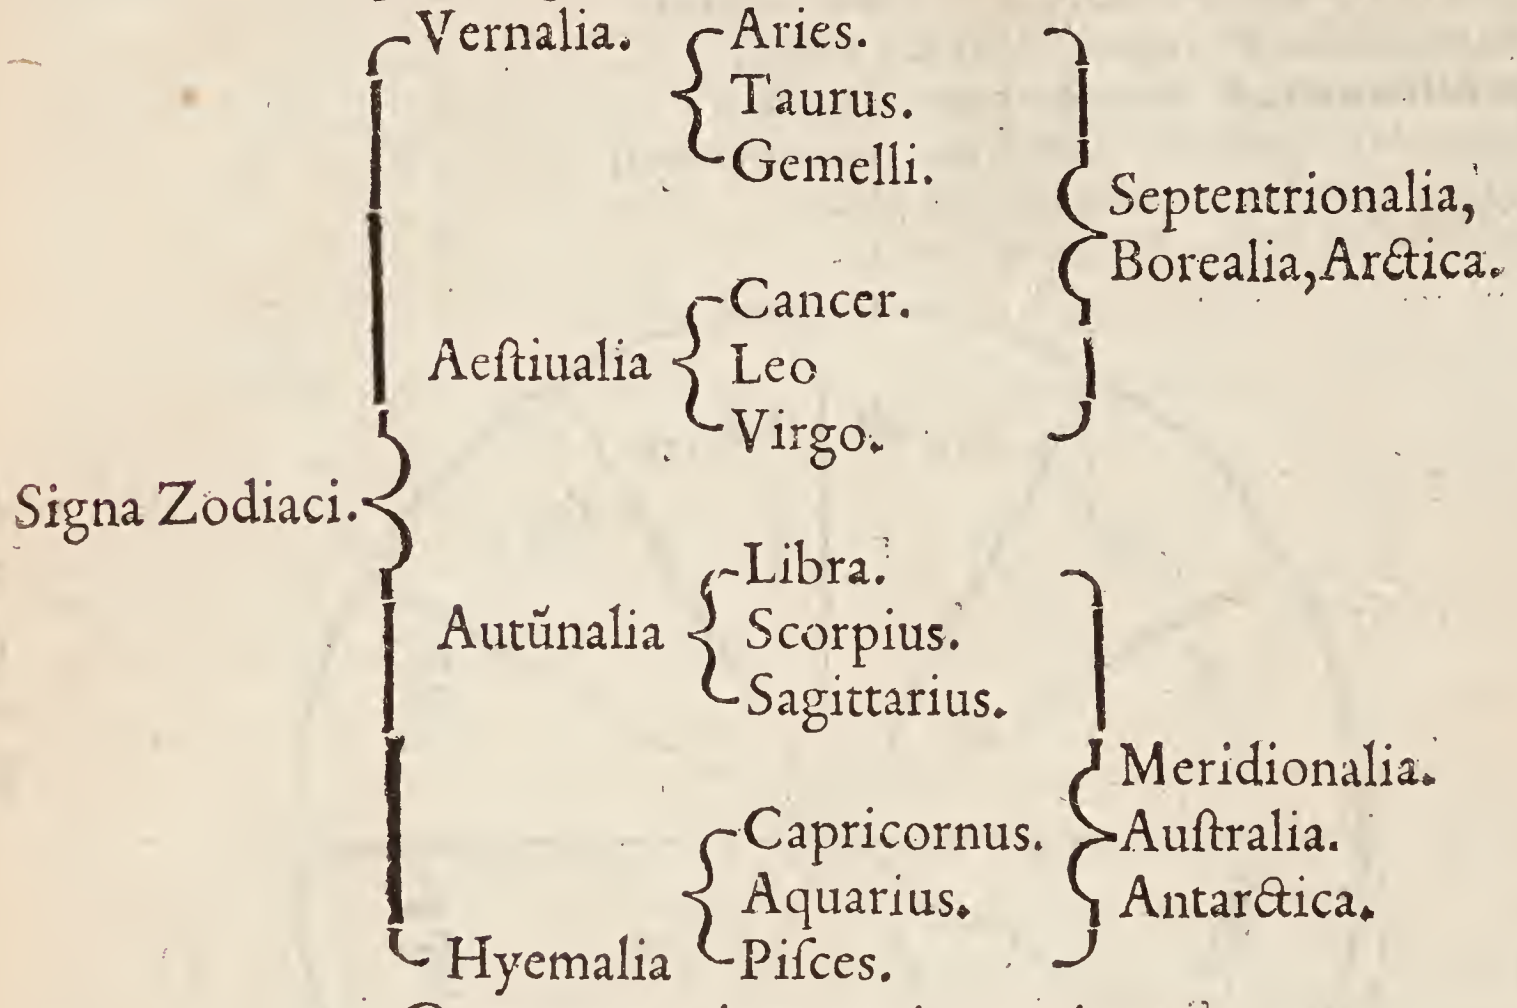 Vernalia.
Aries.
Taurus.
Gemelli.
Septentrionalia,
Borealia, Arctica.
Aeſtiualia
Cancer.
Leo
Virgo.
Signa Zodiaci.
Autũnalia
Libra.
Scorpius.
Sagittarius.
Meridionalia.
Auſtralia.
Antarctica.
Hyemalia
Capricornus.
Aquarius.
Piſces.